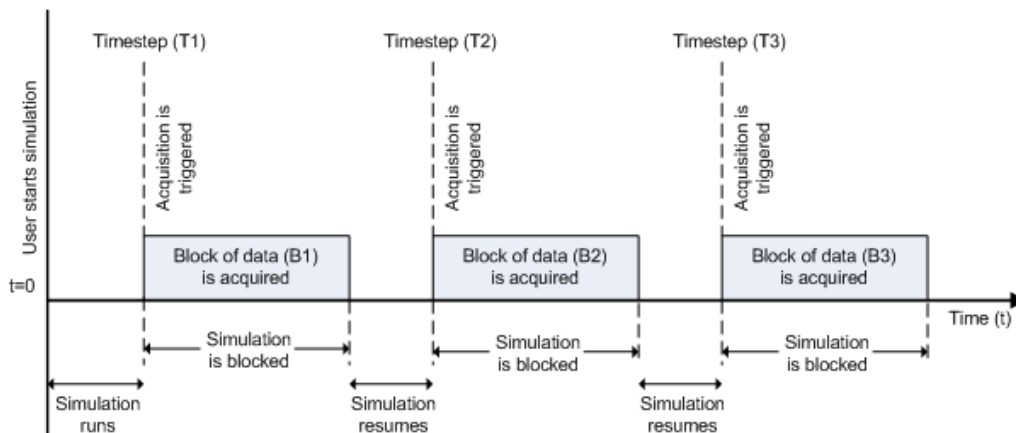 Timestep (T1)
Timestep (T2)
Timestep (T3)
User starts simulation
Acquisition is
triggered
Acquisition is
triggered
Acquisition is
triggered
Block of data (B1)
is acquired
Block of data (B2)
is acquired
Block of data (B3)
is acquired
t=0
Time (t)
Simulation
is blocked
Simulation
is blocked
Simulation
is blocked
Simulation
runs
Simulation
resumes
Simulation
resumes